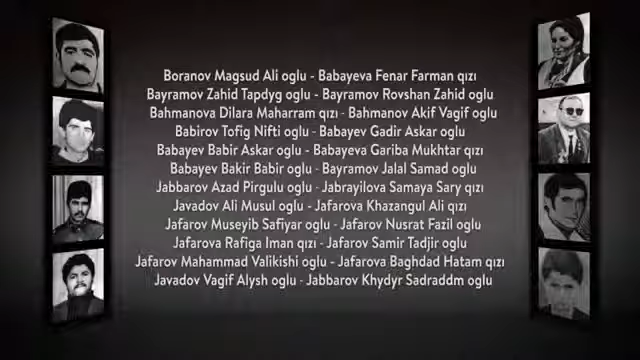 Boranov Magsud Ali oglu - Babayeva Fenar Farman qızı
Bayramov Zahid Tapdyg oglu - Bayramov Rovshan Zahid oglu
Bahmanova Dilara Maharram qızı - Bahmanov Akif Vagif oglu
Babirov Tofig Nifti oglu - Babayev Gadir Askar oglu
Babayev Babir Askar oglu - Babayeva Gariba Mukhtar qızı
Babayev Bakir Babir oglu - Bayramov Jalal Samad oglu
Jabbarov Azad Pirgulu oglu - Jabrayilova Samaya Sary qızı
Javadov Ali Musul oglu - Jafarova Khazangul Ali qızı
Jafarov Museyib Safiyar oglu - Jafarov Nusrat Fazil oglu
Jafarova Rafiga Iman qızı - Jafarov Samir Tadjir oglu
Jafarov Mahammad Valikishi oglu - Jafarova Baghdad Hatam qızı
Javadov Vagif Alysh oglu - Jabbarov Khydyr Sadraddm oglu